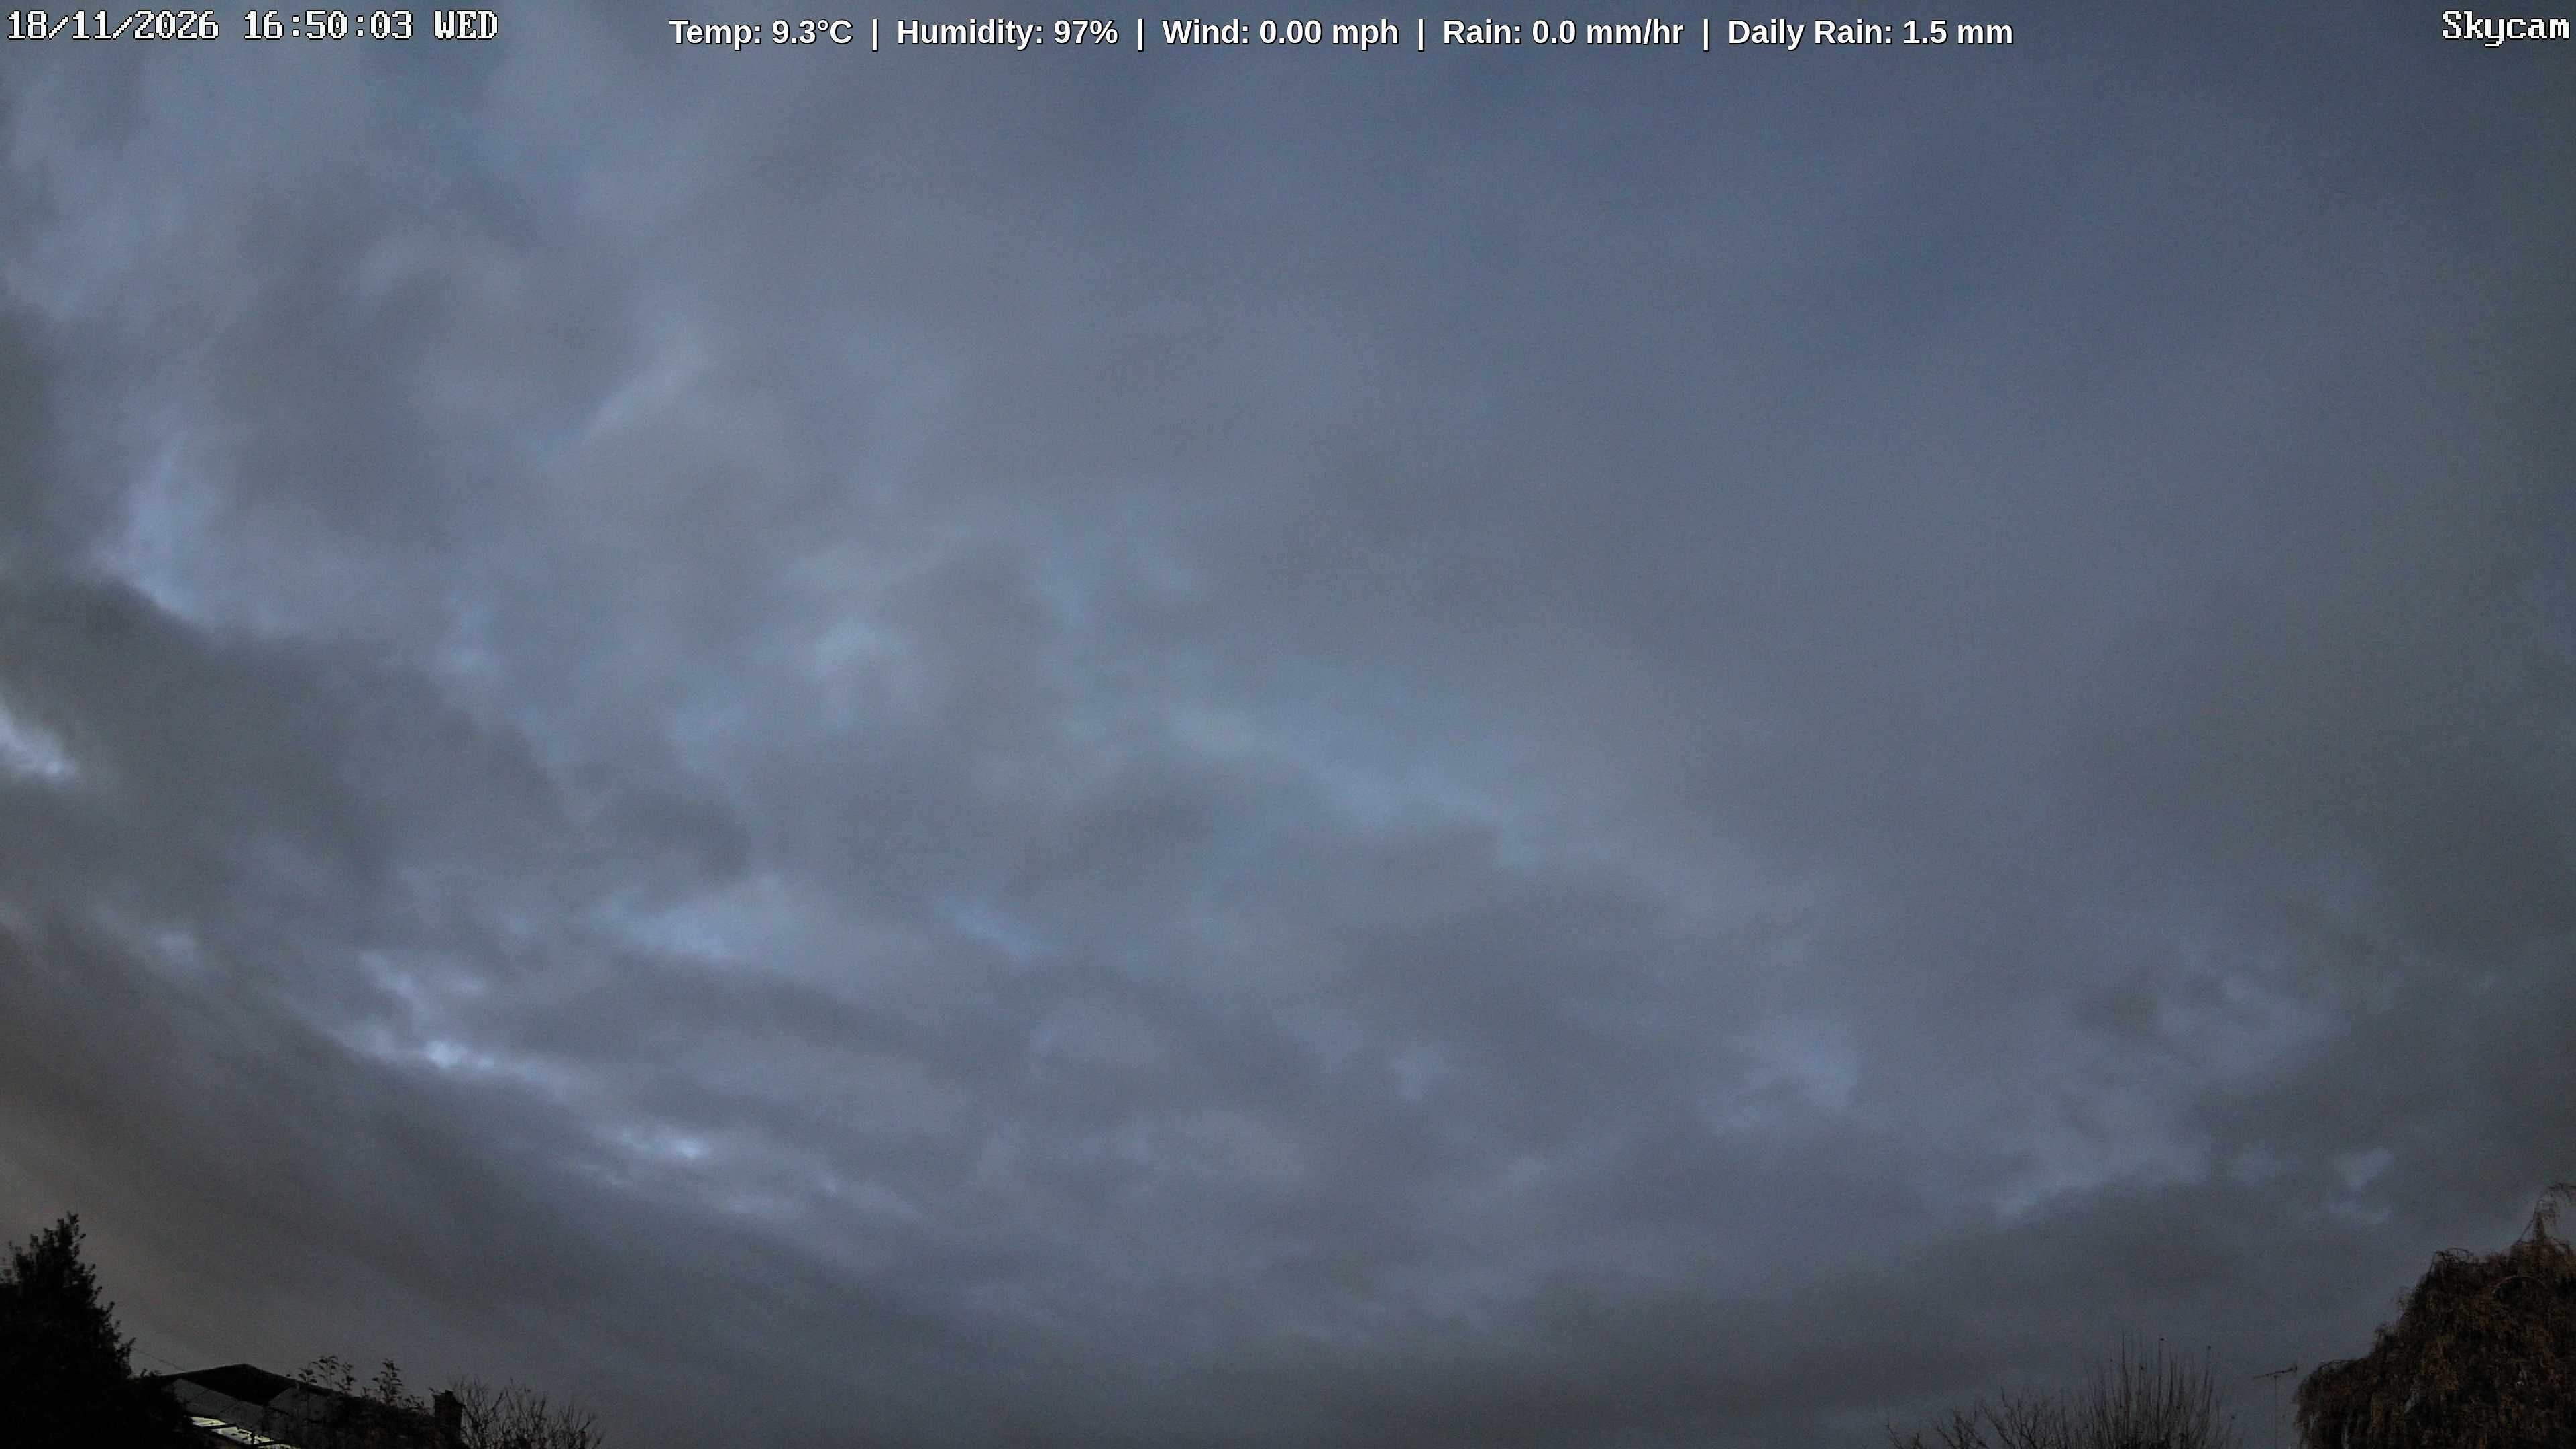 18/11/2026 16:50:03 WED
Temp: 9.3°C | Humidity: 97% | Wind: 0.00 mph | Rain: 0.0 mm/hr | Daily Rain: 1.5 mm
Skycam